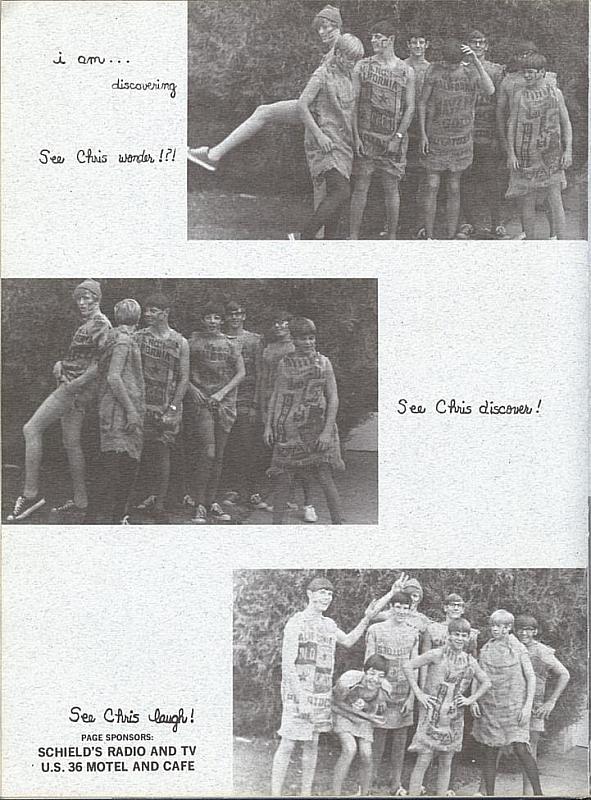 i am...
discovering
See Chris wonder!?!
See Chris discover!
See Chris laugh!
PAGE SPONSORS:
SCHIELD'S RADIO AND TV
U.S. 36 MOTEL AND CAFE